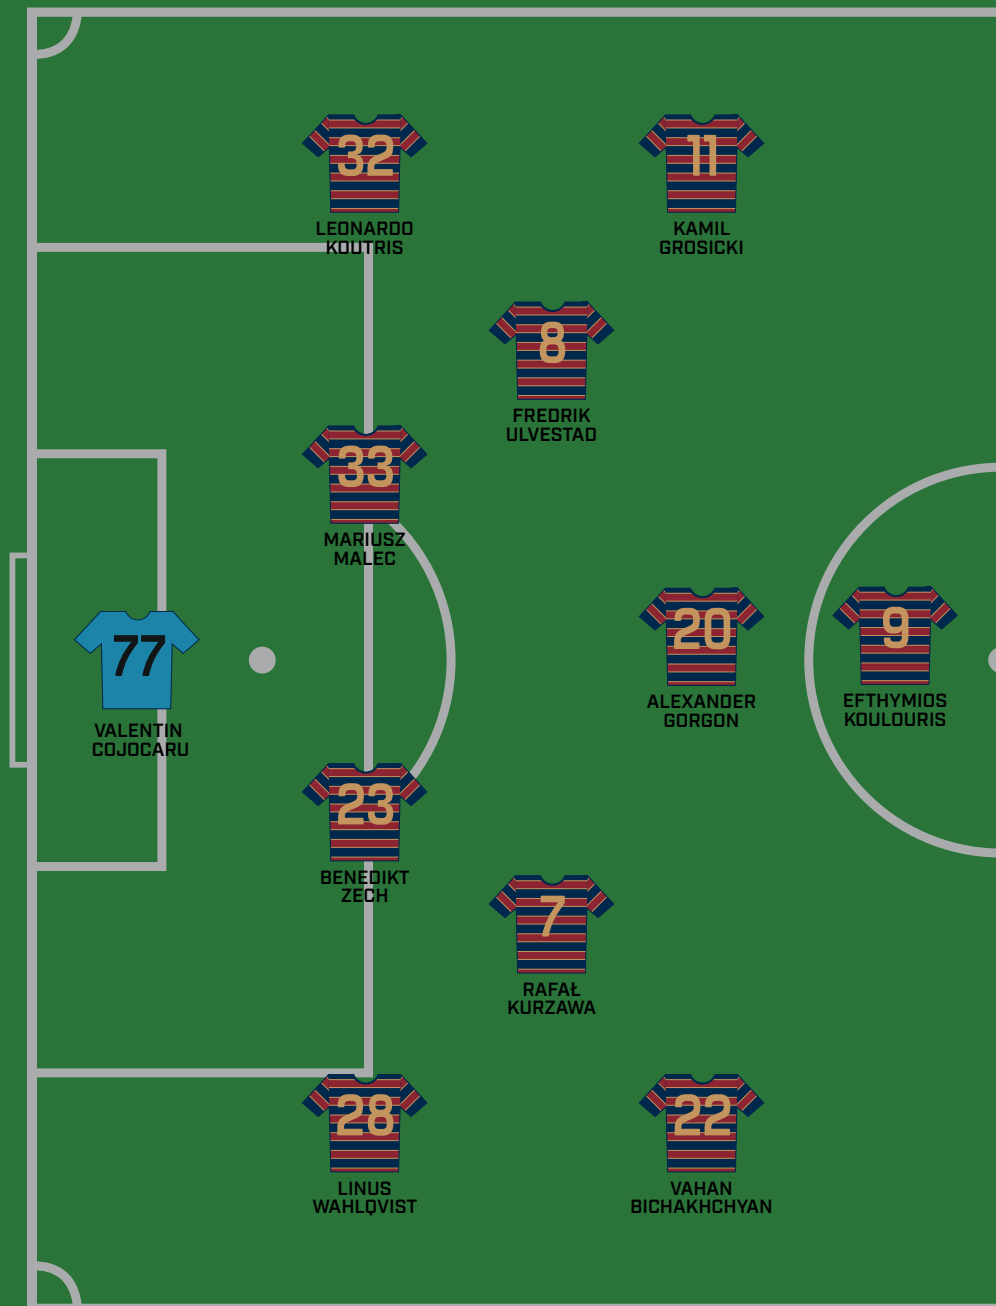 32
LEONARDO
KOUTRIS
11
KAMIL
GROSICKI
8
FREDRIK
ULVESTAD
33
MARIUSZ
MALEC
77
VALENTIN
COJOCARU
20
ALEXANDER
GORGON
9
EFTHYMIOS
KOULOURIS
23
BENEDIKT
ZECH
7
RAFAŁ
KURZAWA
28
LINUS
WAHLQVIST
22
VAHAN
BICHAKHCHYAN